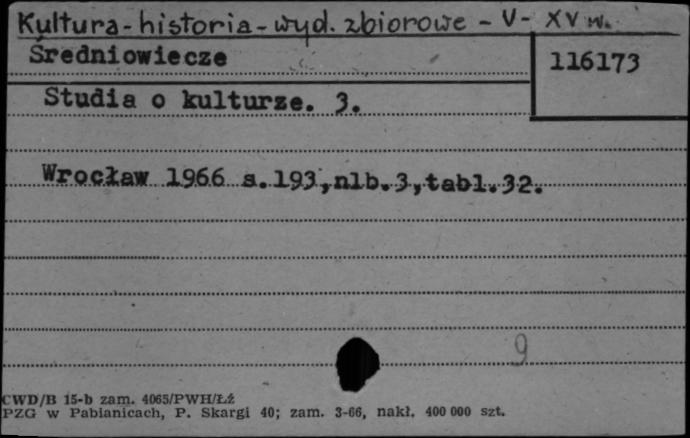 Kultura - historia - wyd. zbiorowe - V - XV w.
Średniowiecze
116173
Studia o kulturze. 3.
Wrocław 1966 s.193,nlb.3,tabl.32.
9
CWD/B 15-b zam. 4065/PWH/Łź
PZG w Pabianicach, P. Skargi 40; zam. 3-66, nakł. 400 000 szt.